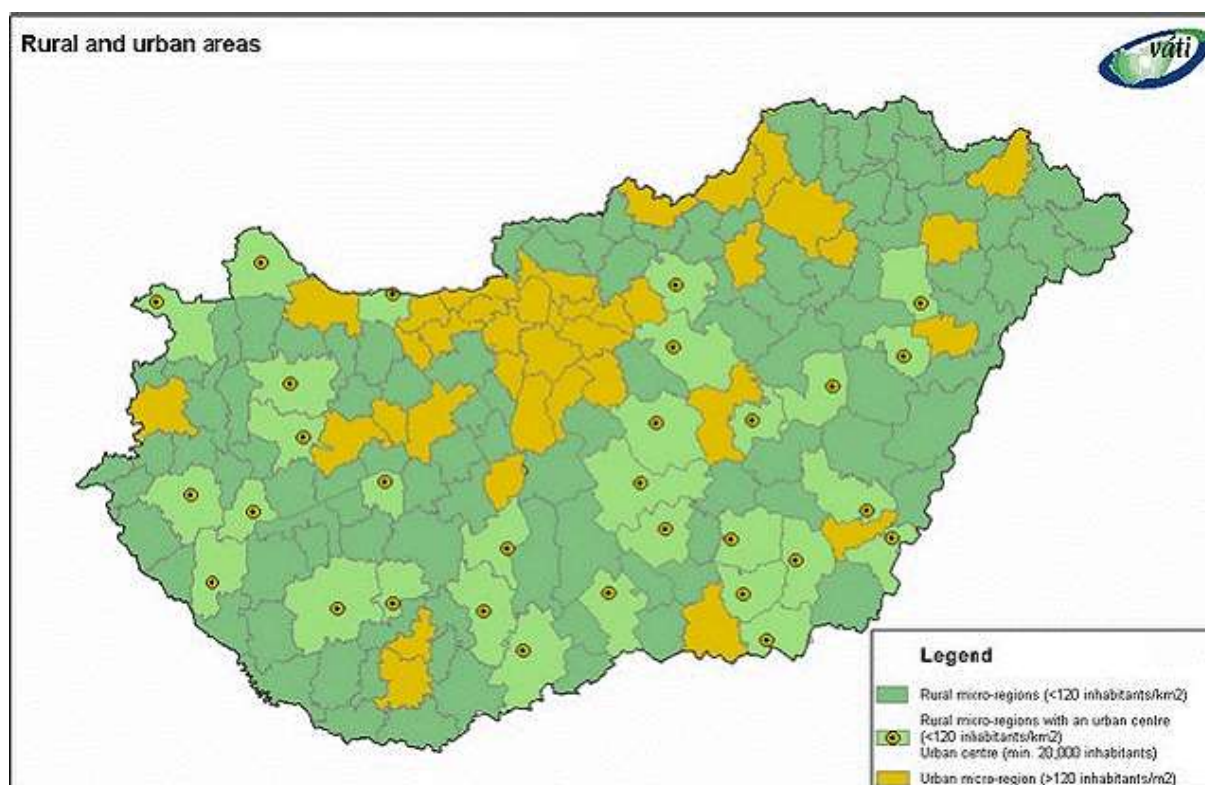 Rural and urban areas
váti
Legend
Rural micro-regions (<120 inhabitants/km2)
Rural micro-regions with an urban centre
(<120 inhabitants/km2)
Urban centre (min. 20,000 inhabitants)
Urban micro-region (>120 inhabitants/m2)